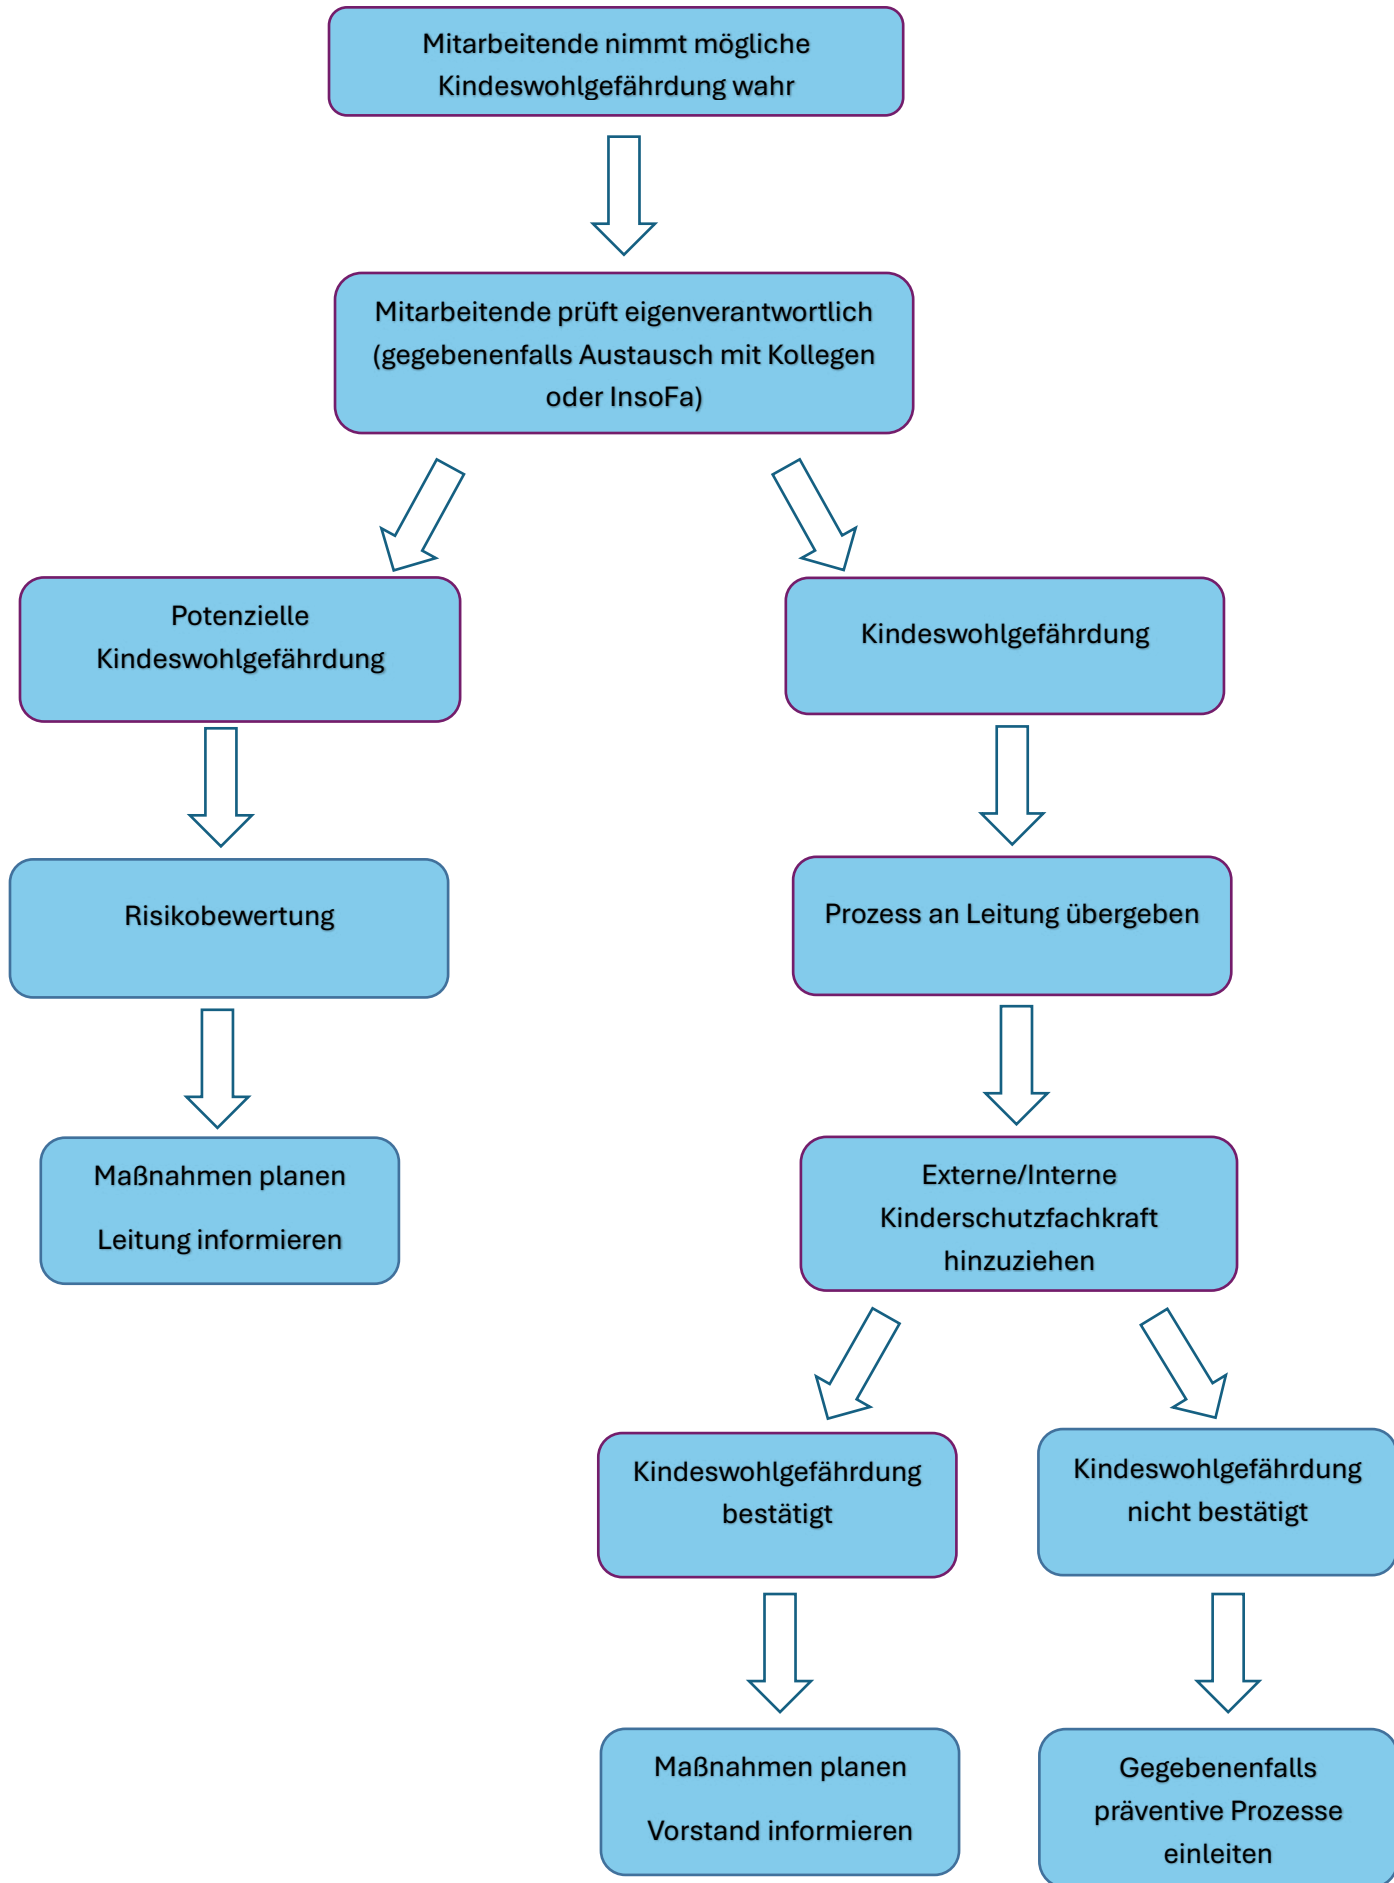 Mitarbeitende nimmt mögliche
Kindeswohlgefährdung wahr
Mitarbeitende prüft eigenverantwortlich
(gegebenenfalls Austausch mit Kollegen
oder InsoFa)
Potenzielle
Kindeswohlgefährdung
Kindeswohlgefährdung
Risikobewertung
Prozess an Leitung übergeben
Maßnahmen planen
Leitung informieren
Externe/Interne
Kinderschutzfachkraft
hinzuziehen
Kindeswohlgefährdung
bestätigt
Kindeswohlgefährdung
nicht bestätigt
Maßnahmen planen
Vorstand informieren
Gegebenenfalls
präventive Prozesse
einleiten